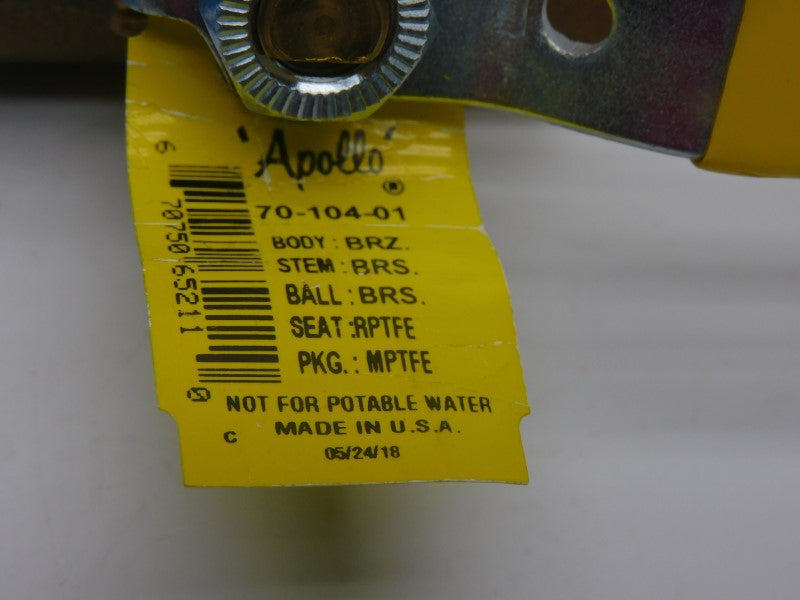 'Apollo'
®
70-104-01
BODY : BRZ.
STEM : BRS.
BALL : BRS.
SEAT :RPTFE
PKG. : MPTFE
NOT FOR POTABLE WATER
C MADE IN U.S.A.
05/24/18
6 70750 65211 0